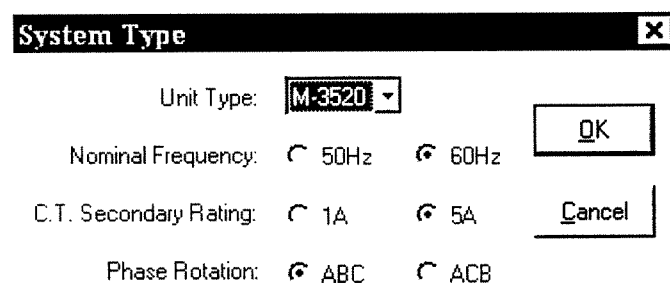 System Type
Unit Type: M-3520
OK
Nominal Frequency: 50Hz 60Hz
C.T. Secondary Rating: 1A 5A
Cancel
Phase Rotation: ABC ACB